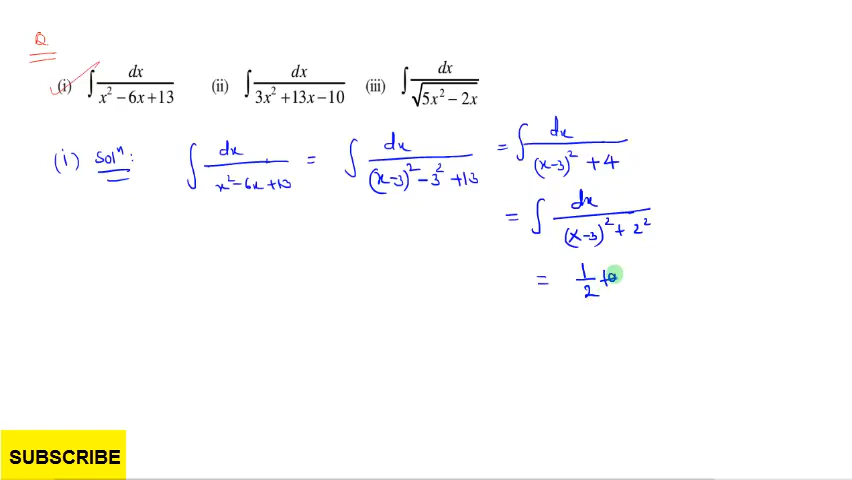 Q.
(i) ∫ dx / (x² − 6x + 13) (ii) ∫ dx / (3x² + 13x − 10) (iii) ∫ dx / √(5x² − 2x)
(i) Solⁿ: ∫ dx / (x² − 6x + 13) = ∫ dx / ((x−3)² − 3² + 13) = ∫ dx / ((x−3)² + 4)
= ∫ dx / ((x−3)² + 2²)
= 1/2 ta
SUBSCRIBE